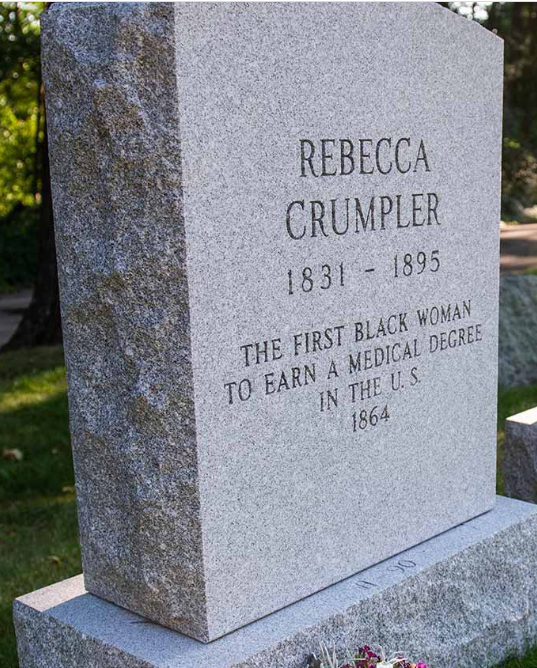 REBECCA
CRUMPLER
1831 – 1895
THE FIRST BLACK WOMAN
TO EARN A MEDICAL DEGREE
IN THE U. S.
1864